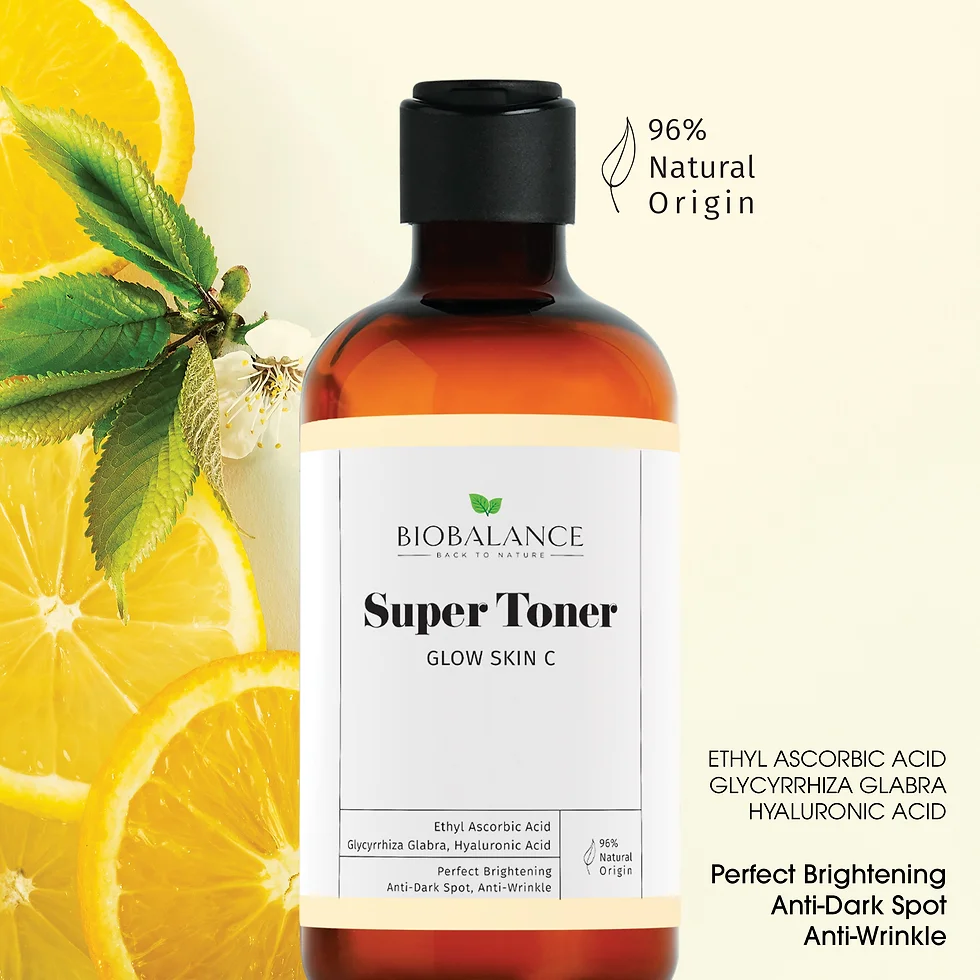 96%
Natural
Origin
BIOBALANCE
BACK TO NATURE
Super Toner
GLOW SKIN C
Ethyl Ascorbic Acid
Glycyrrhiza Glabra, Hyaluronic Acid
Perfect Brightening
Anti-Dark Spot, Anti-Wrinkle
96%
Natural
Origin
ETHYL ASCORBIC ACID
GLYCYRRHIZA GLABRA
HYALURONIC ACID
Perfect Brightening
Anti-Dark Spot
Anti-Wrinkle